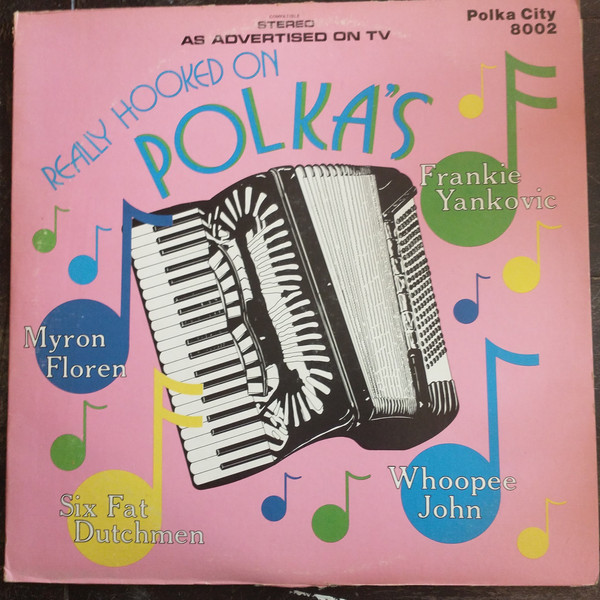 COMPATIBLE
STEREO
AS ADVERTISED ON TV
Polka City
8002
REALLY HOOKED ON
POLKA'S
Frankie
Yankovic
Myron
Floren
Whoopee
John
Six Fat
Dutchmen